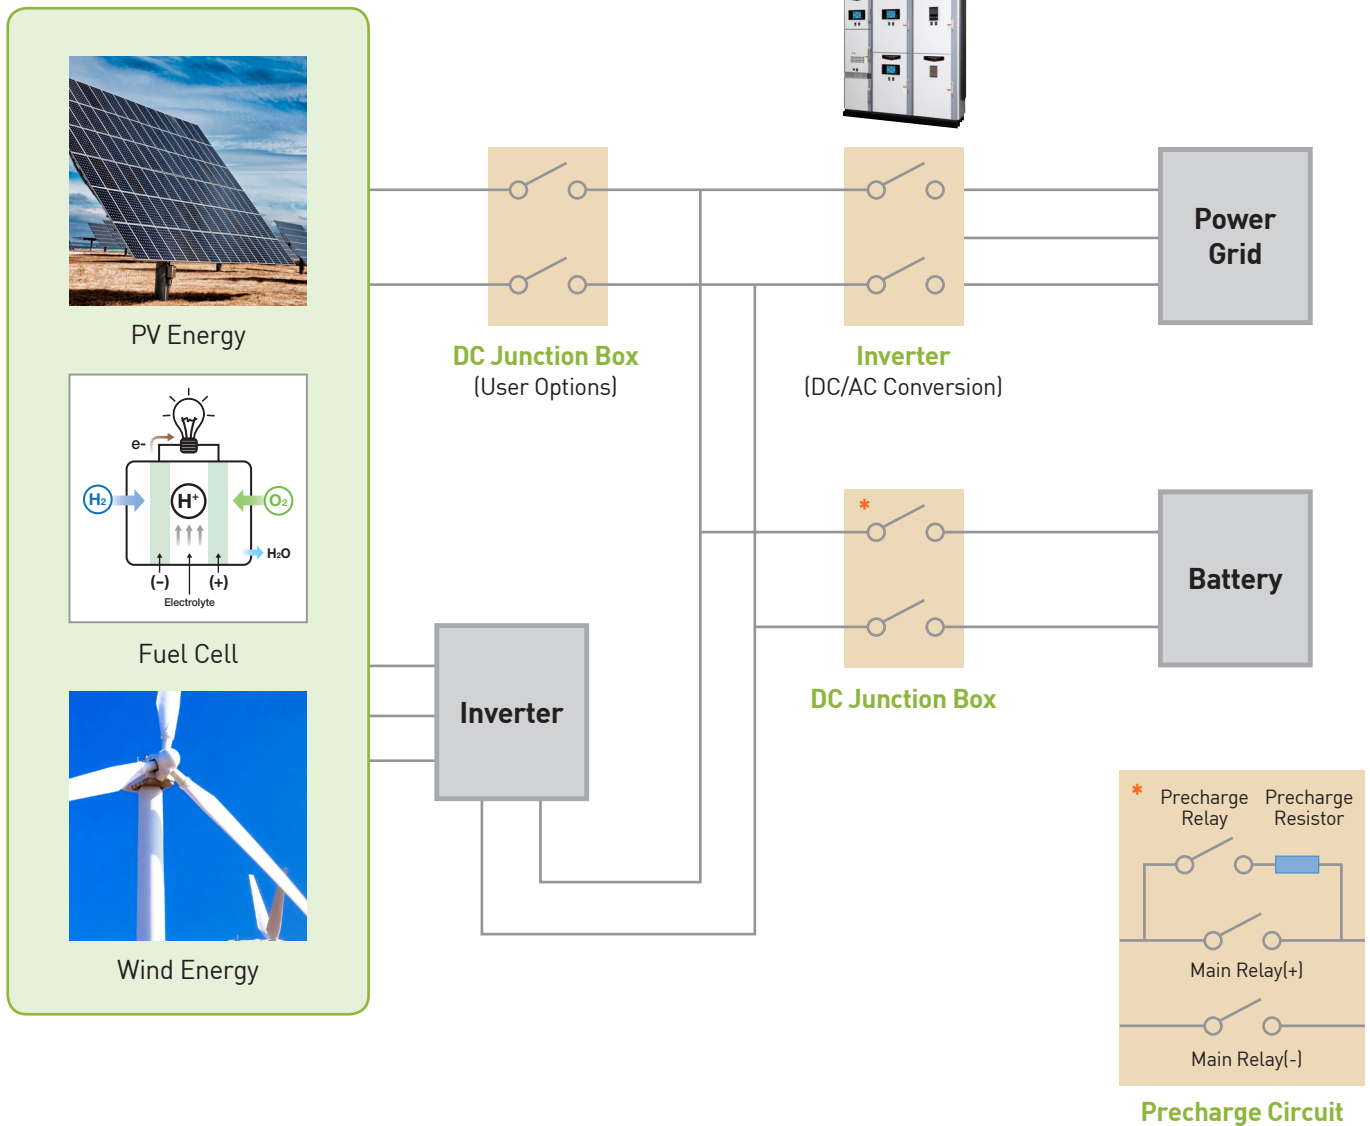 PV Energy
e-
H₂
H⁺
O₂
H₂O
(−)
(+)
Electrolyte
Fuel Cell
Wind Energy
DC Junction Box
(User Options)
Inverter
(DC/AC Conversion)
Power
Grid
*
Battery
DC Junction Box
Inverter
*
Precharge
Relay
Precharge
Resistor
Main Relay(+)
Main Relay(-)
Precharge Circuit